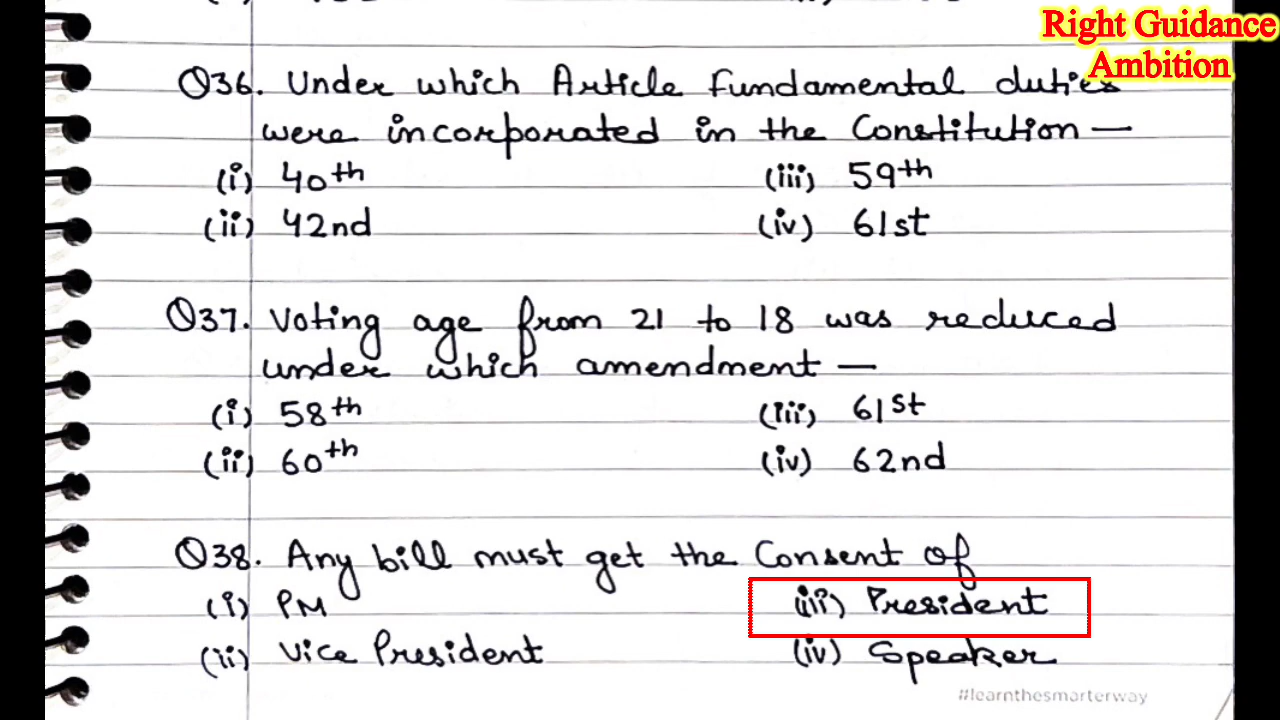 Right Guidance
Ambition
Q36. Under which Article fundamental duties
were incorporated in the Constitution —
(i) 40th (iii) 59th
(ii) 42nd (iv) 61st
Q37. Voting age from 21 to 18 was reduced
under which amendment —
(i) 58th (iii) 61st
(ii) 60th (iv) 62nd
Q38. Any bill must get the Consent of
(i) PM (iii) President
(ii) Vice President (iv) Speaker
#learnthesmarterway